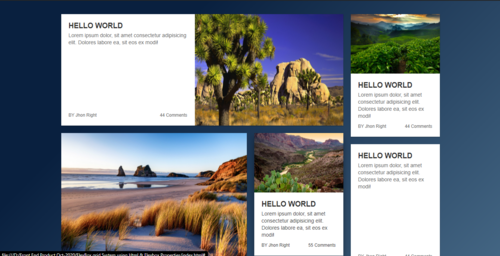 HELLO WORLD
Lorem ipsum dolor, sit amet consectetur adipisicing
elit. Dolores labore ea, sit eos ex modi!
BY Jhon Right 44 Comments
HELLO WORLD
Lorem ipsum dolor, sit amet
consectetur adipisicing elit.
Dolores labore ea, sit eos ex
modi!
BY Jhon Right 44 Comments
HELLO WORLD
Lorem ipsum dolor, sit amet
consectetur adipisicing elit.
Dolores labore ea, sit eos ex
modi!
BY Jhon Right 55 Comments
HELLO WORLD
Lorem ipsum dolor, sit amet
consectetur adipisicing elit.
Dolores labore ea, sit eos ex
modi!
BY Jhon Right 44 Comments